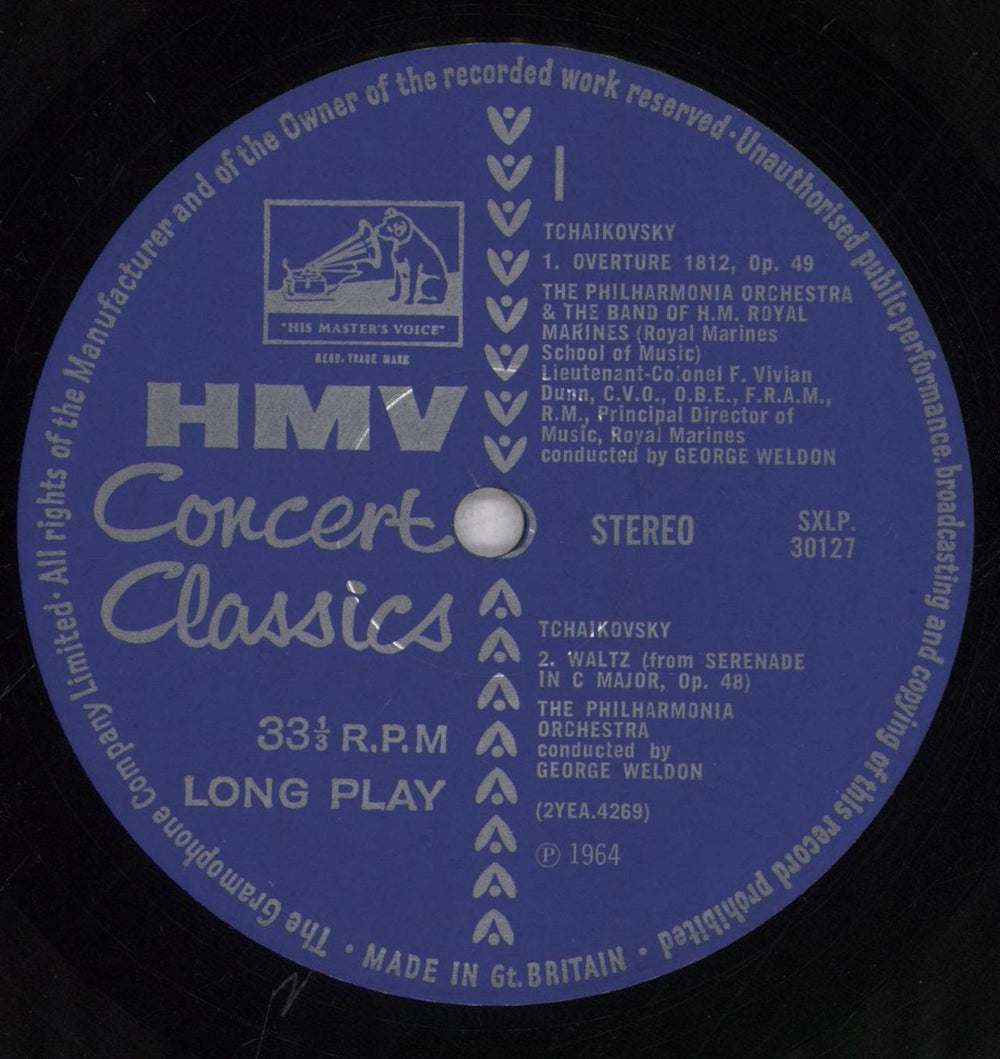 The Gramophone Company Limited · All rights of the Manufacturer and of the Owner of the recorded work reserved · Unauthorised public performance, broadcasting and copying of this record prohibited
· MADE IN Gt. BRITAIN ·
"HIS MASTER'S VOICE"
REGD. TRADE MARK
HMV
Concert
Classics
33⅓ R.P.M
LONG PLAY
1
TCHAIKOVSKY
1. OVERTURE 1812, Op. 49
THE PHILHARMONIA ORCHESTRA
& THE BAND OF H.M. ROYAL
MARINES (Royal Marines
School of Music)
Lieutenant-Colonel F. Vivian
Dunn, C.V.O., O.B.E., F.R.A.M.,
R.M., Principal Director of
Music, Royal Marines
conducted by GEORGE WELDON
STEREO
SXLP.
30127
TCHAIKOVSKY
2. WALTZ (from SERENADE
IN C MAJOR, Op. 48)
THE PHILHARMONIA
ORCHESTRA
conducted by
GEORGE WELDON
(2YEA.4269)
℗ 1964